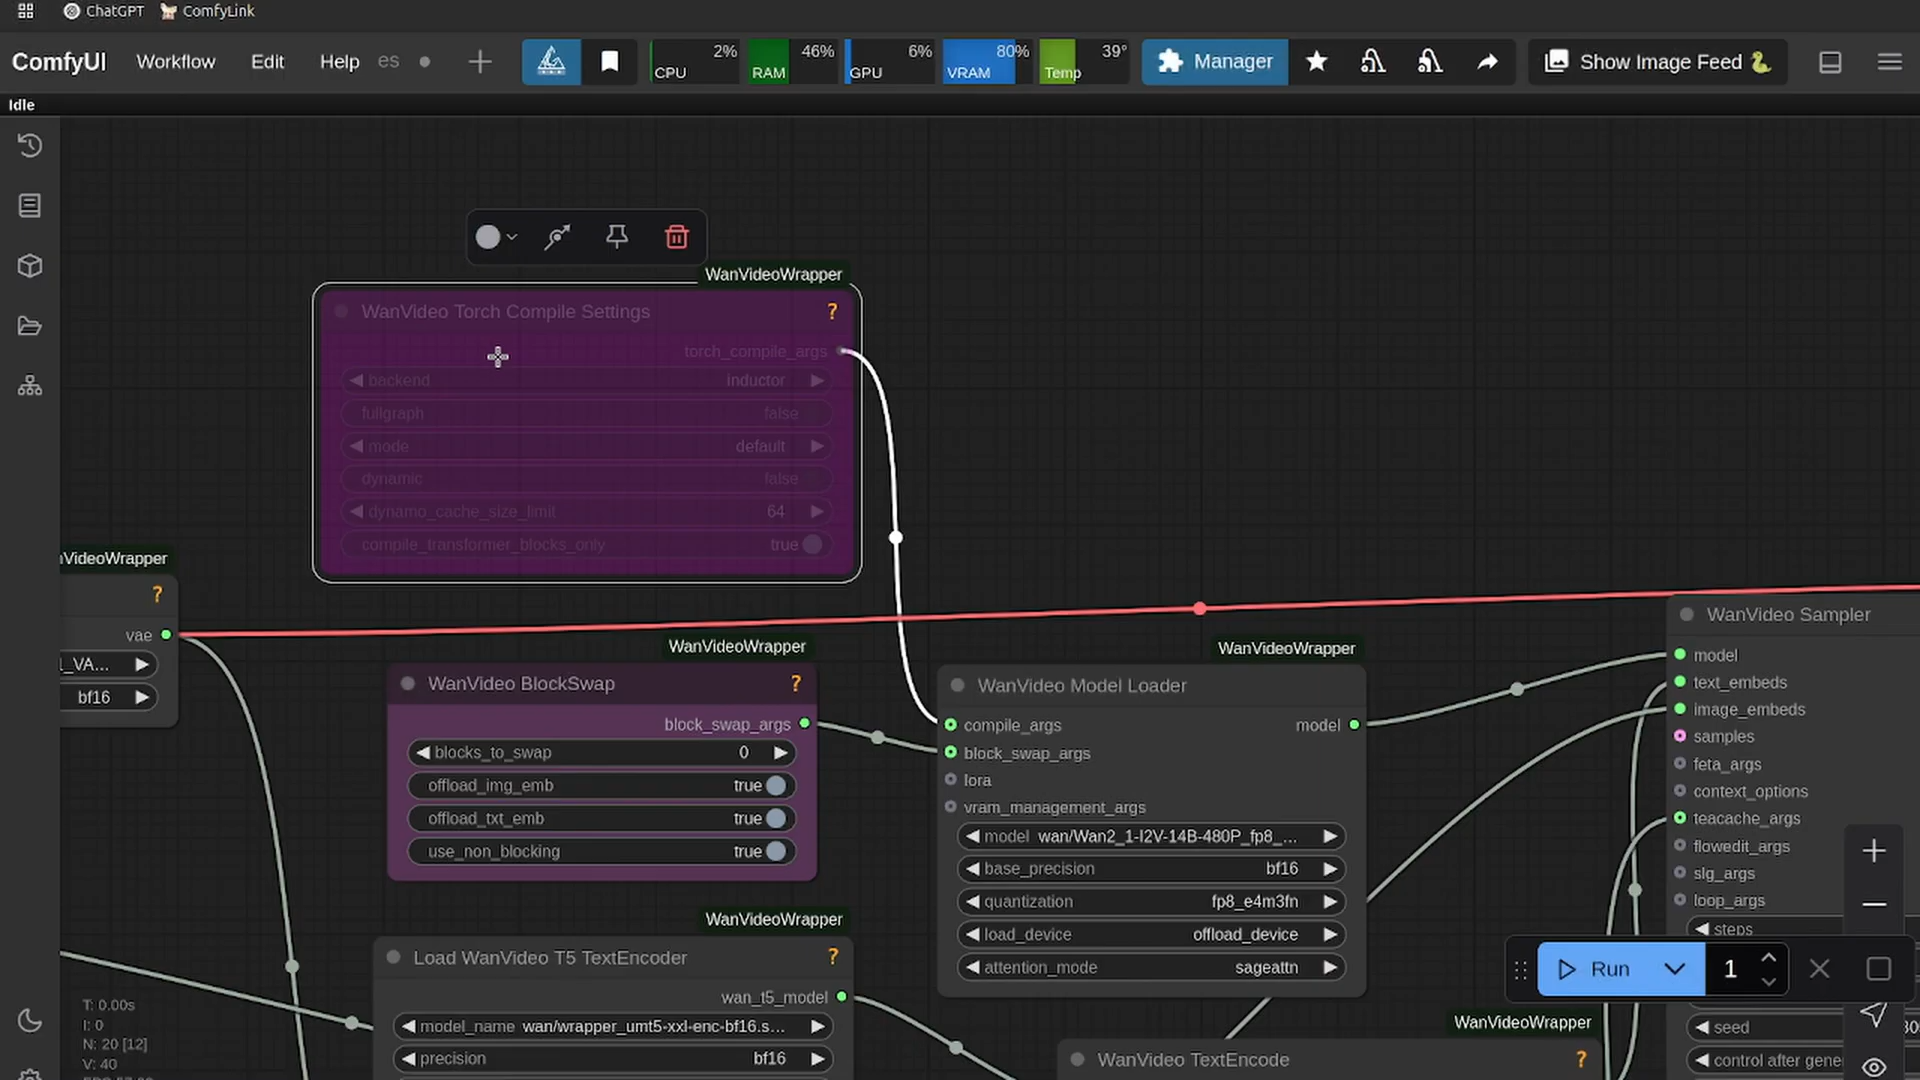 ChatGPT ComfyLink
ComfyUI Workflow Edit Help es CPU 2% RAM 46% GPU 6% VRAM 80% Temp 39° Manager Show Image Feed
Idle
WanVideoWrapper
WanVideo Torch Compile Settings ?
torch_compile_args
backend inductor
fullgraph false
mode default
dynamic false
dynamo_cache_size_limit 64
compile_transformer_blocks_only true
nVideoWrapper
?
vae
1_VA...
bf16
WanVideoWrapper
WanVideo BlockSwap ?
block_swap_args
blocks_to_swap 0
offload_img_emb true
offload_txt_emb true
use_non_blocking true
WanVideoWrapper
WanVideo Model Loader
compile_args model
block_swap_args
lora
vram_management_args
model wan/Wan2_1-I2V-14B-480P_fp8_...
base_precision bf16
quantization fp8_e4m3fn
load_device offload_device
attention_mode sageattn
WanVideo Sampler
model
text_embeds
image_embeds
samples
feta_args
context_options
teacache_args
flowedit_args
slg_args
loop_args
steps
Run 1
seed
control after gene
WanVideoWrapper
Load WanVideo T5 TextEncoder ?
wan_t5_model
model_name wan/wrapper_umt5-xxl-enc-bf16.s...
precision bf16
WanVideoWrapper
WanVideo TextEncode ?
T: 0.00s
I: 0
N: 20 [12]
V: 40